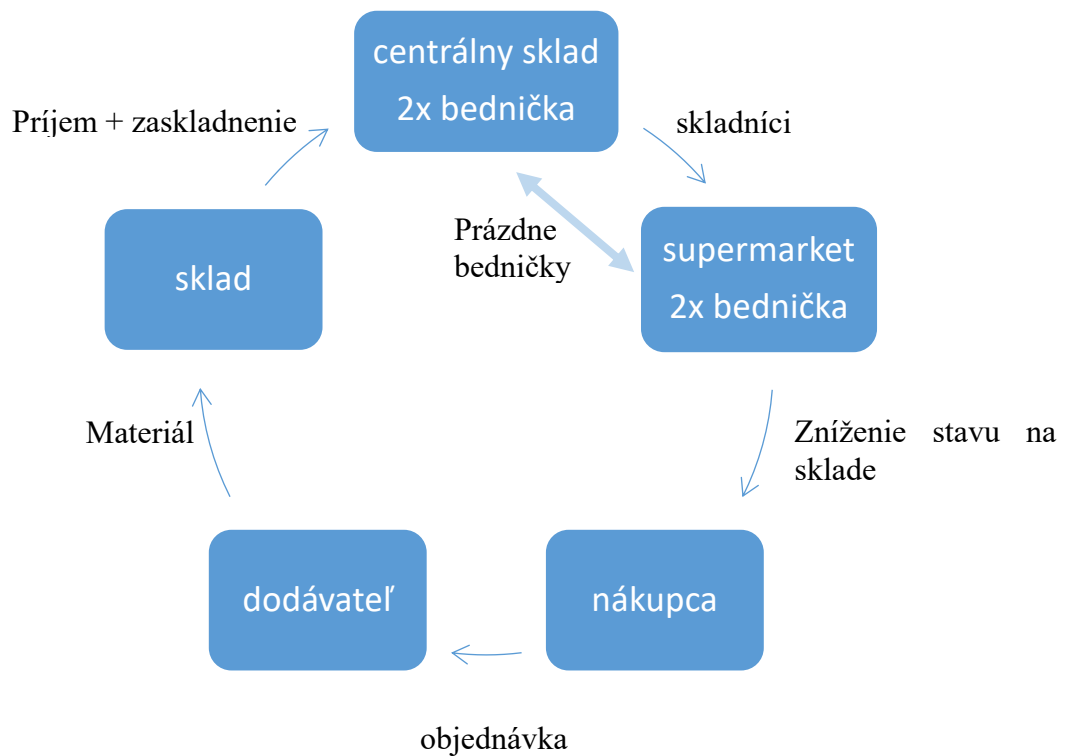 centrálny sklad
2x bednička
Príjem + zaskladnenie
skladníci
Prázdne
bedničky
supermarket
2x bednička
sklad
Materiál
Zníženie stavu na
sklade
dodávateľ
nákupca
objednávka